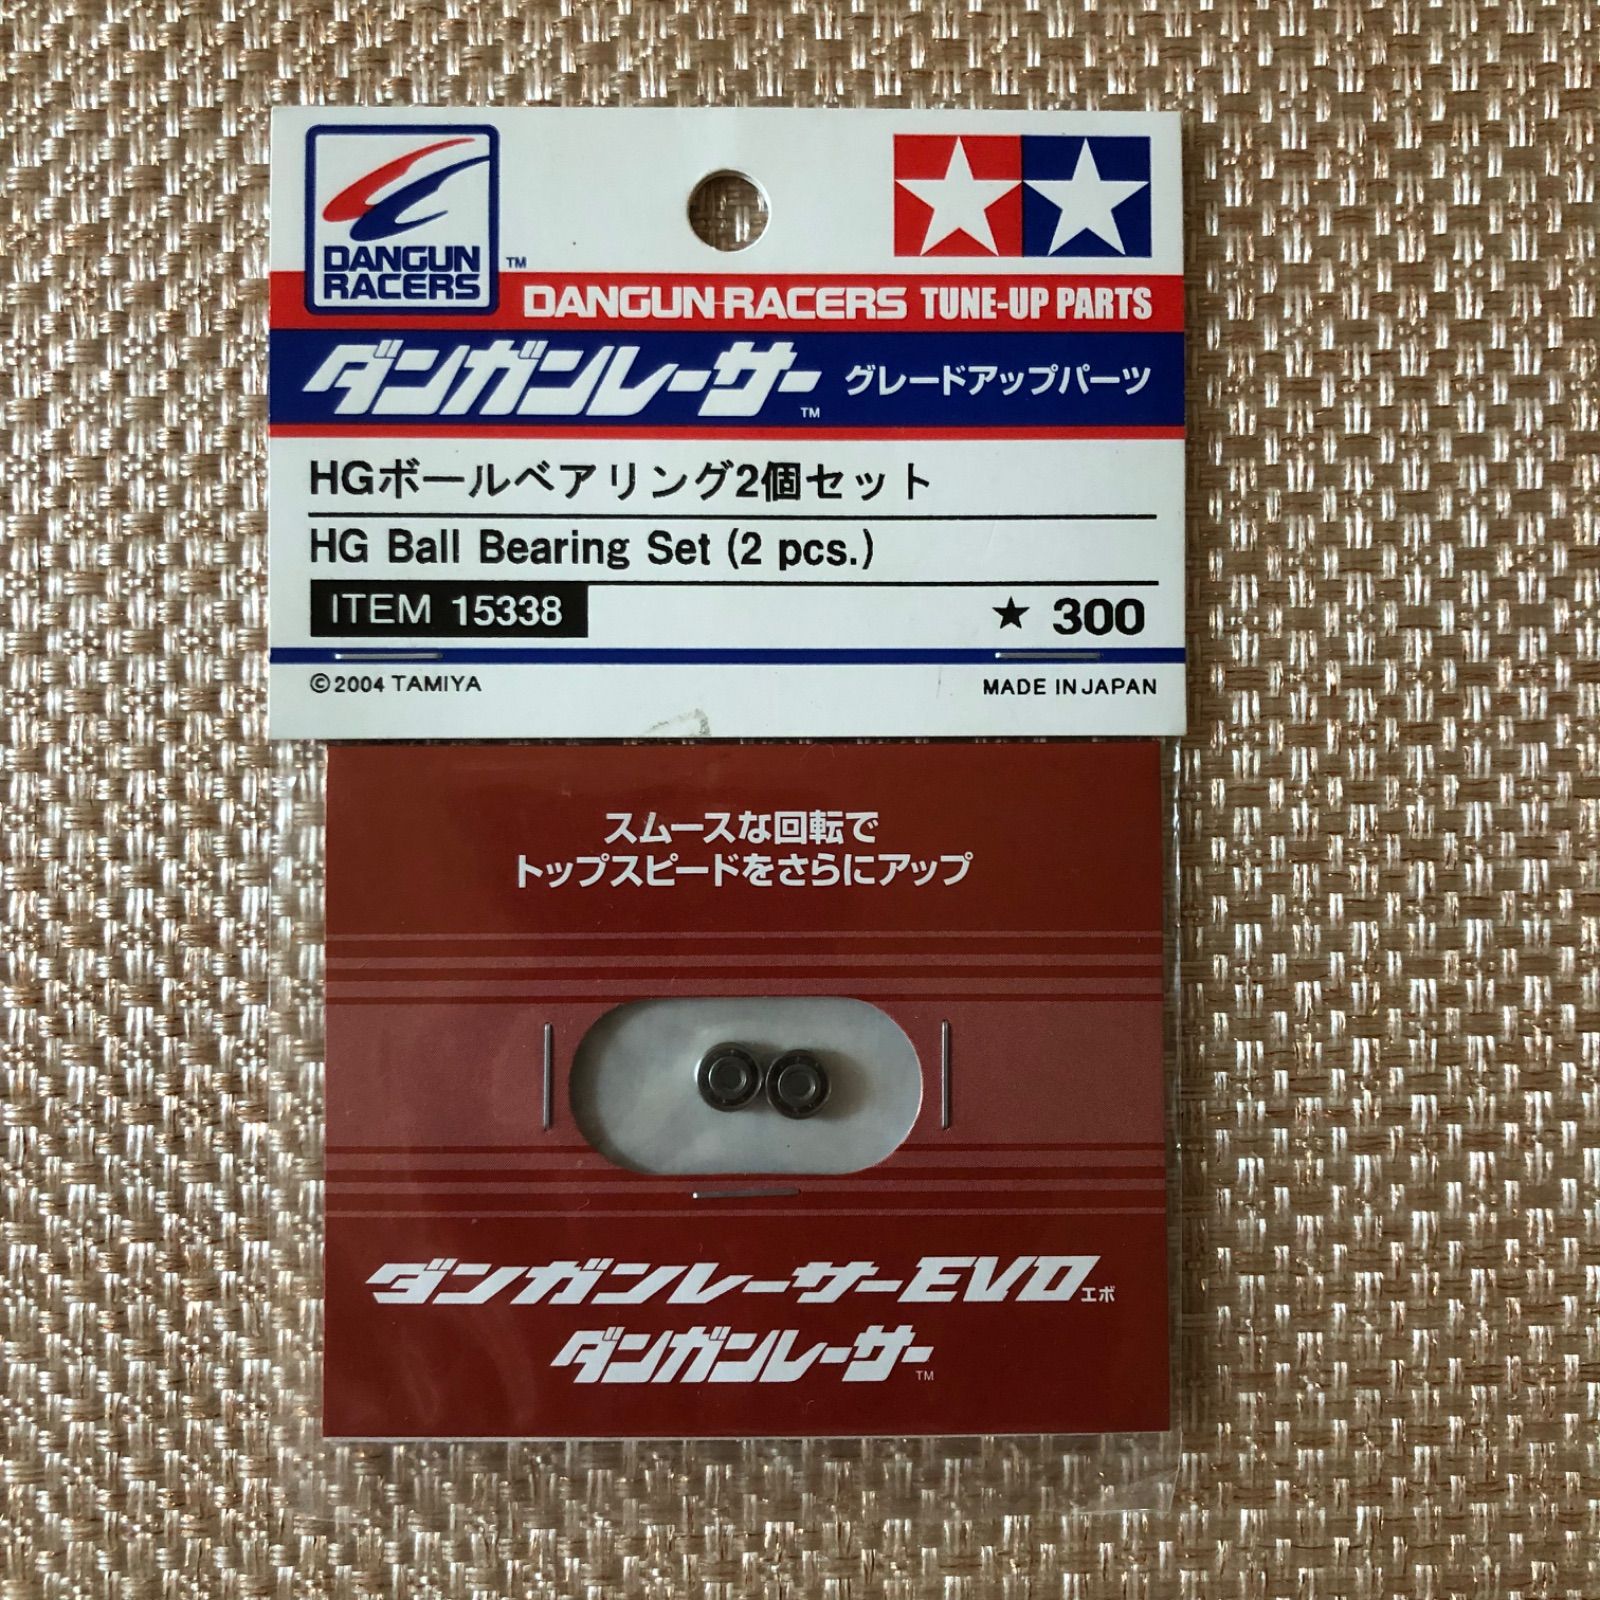 DANGUN
RACERS
TM
DANGUN-RACERS TUNE-UP PARTS
ダンガンレーサー TM グレードアップパーツ
HGボールベアリング2個セット
HG Ball Bearing Set (2 pcs.)
ITEM 15338 ★ 300
©2004 TAMIYA MADE IN JAPAN
スムースな回転で
トップスピードをさらにアップ
ダンガンレーサーEVO エボ
ダンガンレーサー TM